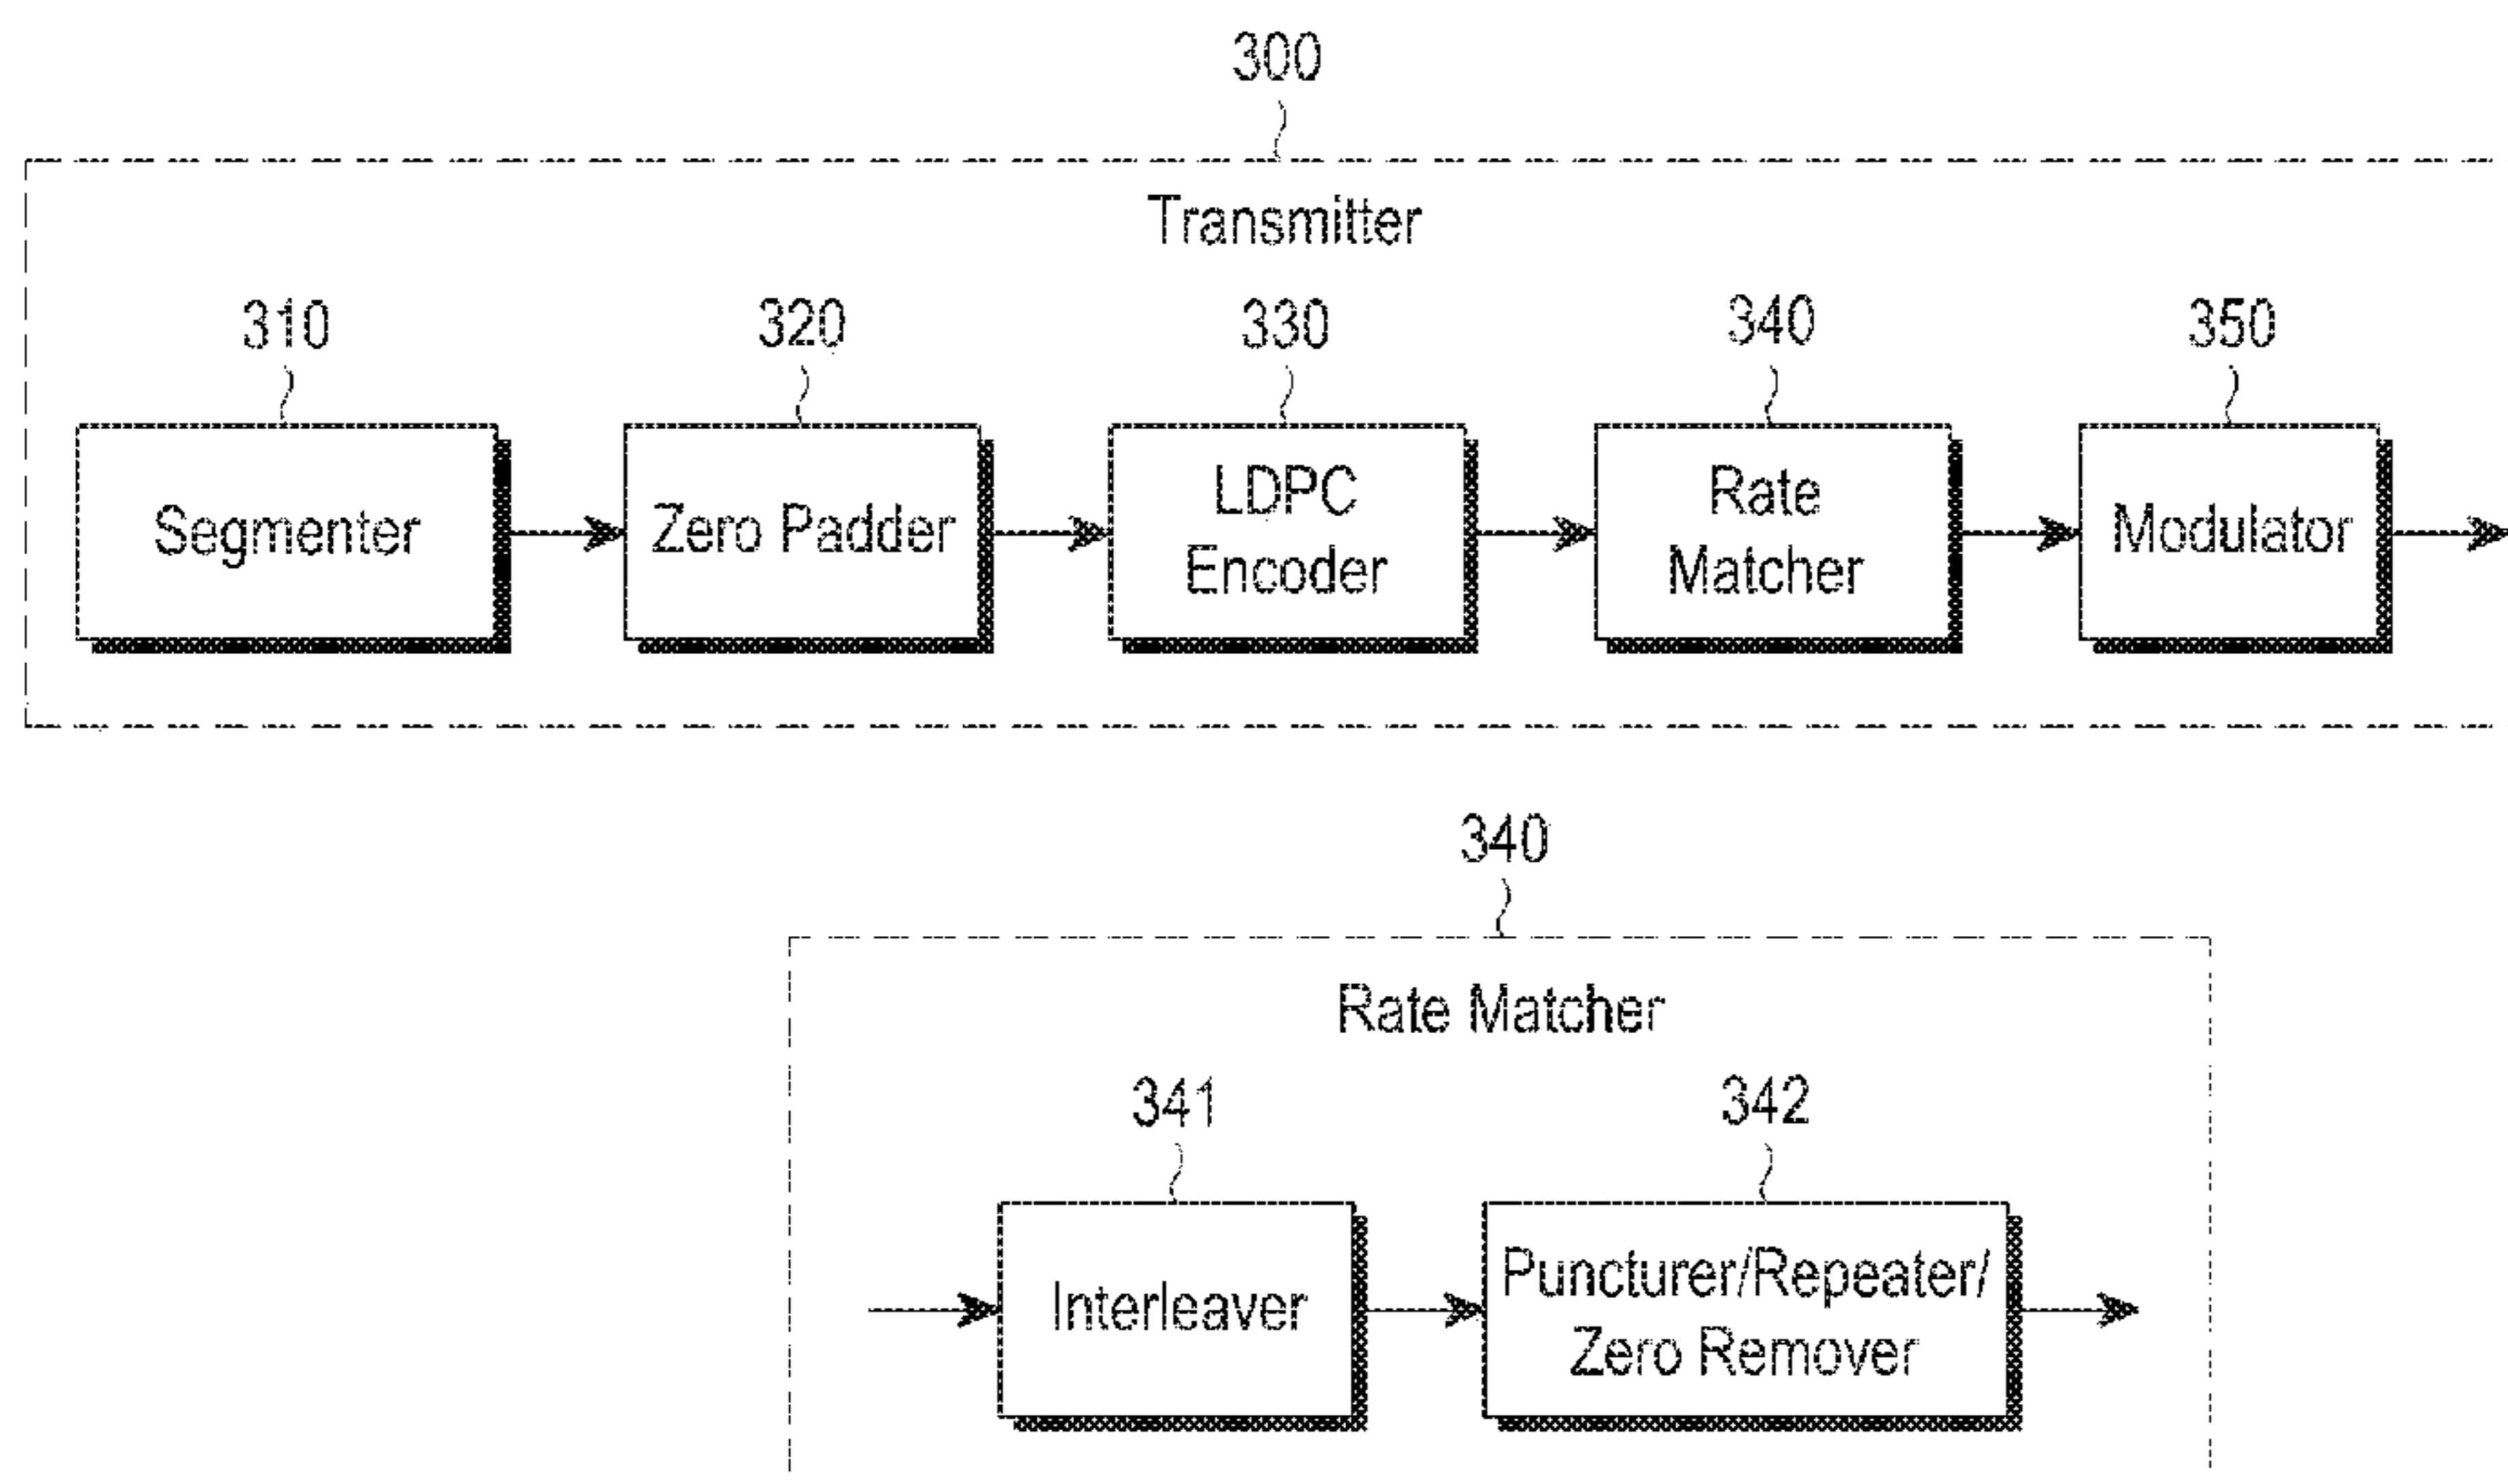 300
Transmitter
310 320 330 340 350
Segmenter
Zero Padder
LDPC
Encoder
Rate
Matcher
Modulator
340
Rate Matcher
341 342
Interleaver
Puncturer/Repeater/
Zero Remover